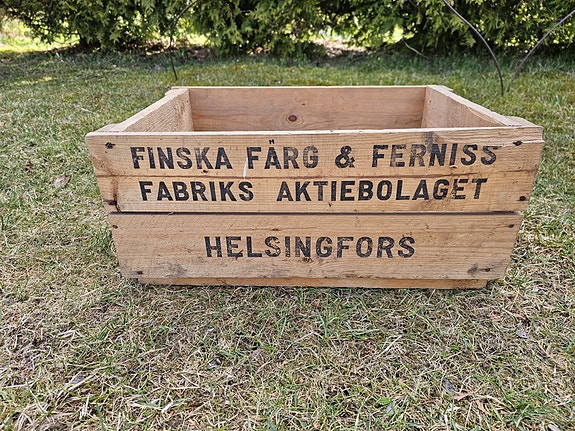 FINSKA FÄRG & FERNISS
FABRIKS AKTIEBOLAGET
HELSINGFORS